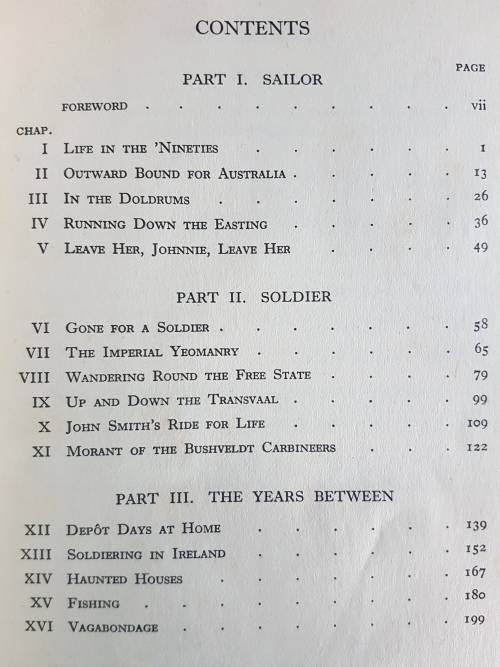 CONTENTS
PART I. SAILOR
PAGE
FOREWORD . . . . . . . . . vii
CHAP.
I LIFE IN THE 'NINETIES . . . . . 1
II OUTWARD BOUND FOR AUSTRALIA . . . . 13
III IN THE DOLDRUMS . . . . . . 26
IV RUNNING DOWN THE EASTING . . . . 36
V LEAVE HER, JOHNNIE, LEAVE HER . . . 49
PART II. SOLDIER
VI GONE FOR A SOLDIER . . . . . . 58
VII THE IMPERIAL YEOMANRY . . . . . 65
VIII WANDERING ROUND THE FREE STATE . . . 79
IX UP AND DOWN THE TRANSVAAL . . . . 99
X JOHN SMITH'S RIDE FOR LIFE . . . . 109
XI MORANT OF THE BUSHVELDT CARBINEERS . . . 122
PART III. THE YEARS BETWEEN
XII DEPÔT DAYS AT HOME . . . . . 139
XIII SOLDIERING IN IRELAND . . . . . 152
XIV HAUNTED HOUSES . . . . . . 167
XV FISHING . . . . . . . . 180
XVI VAGABONDAGE . . . . . . . 199